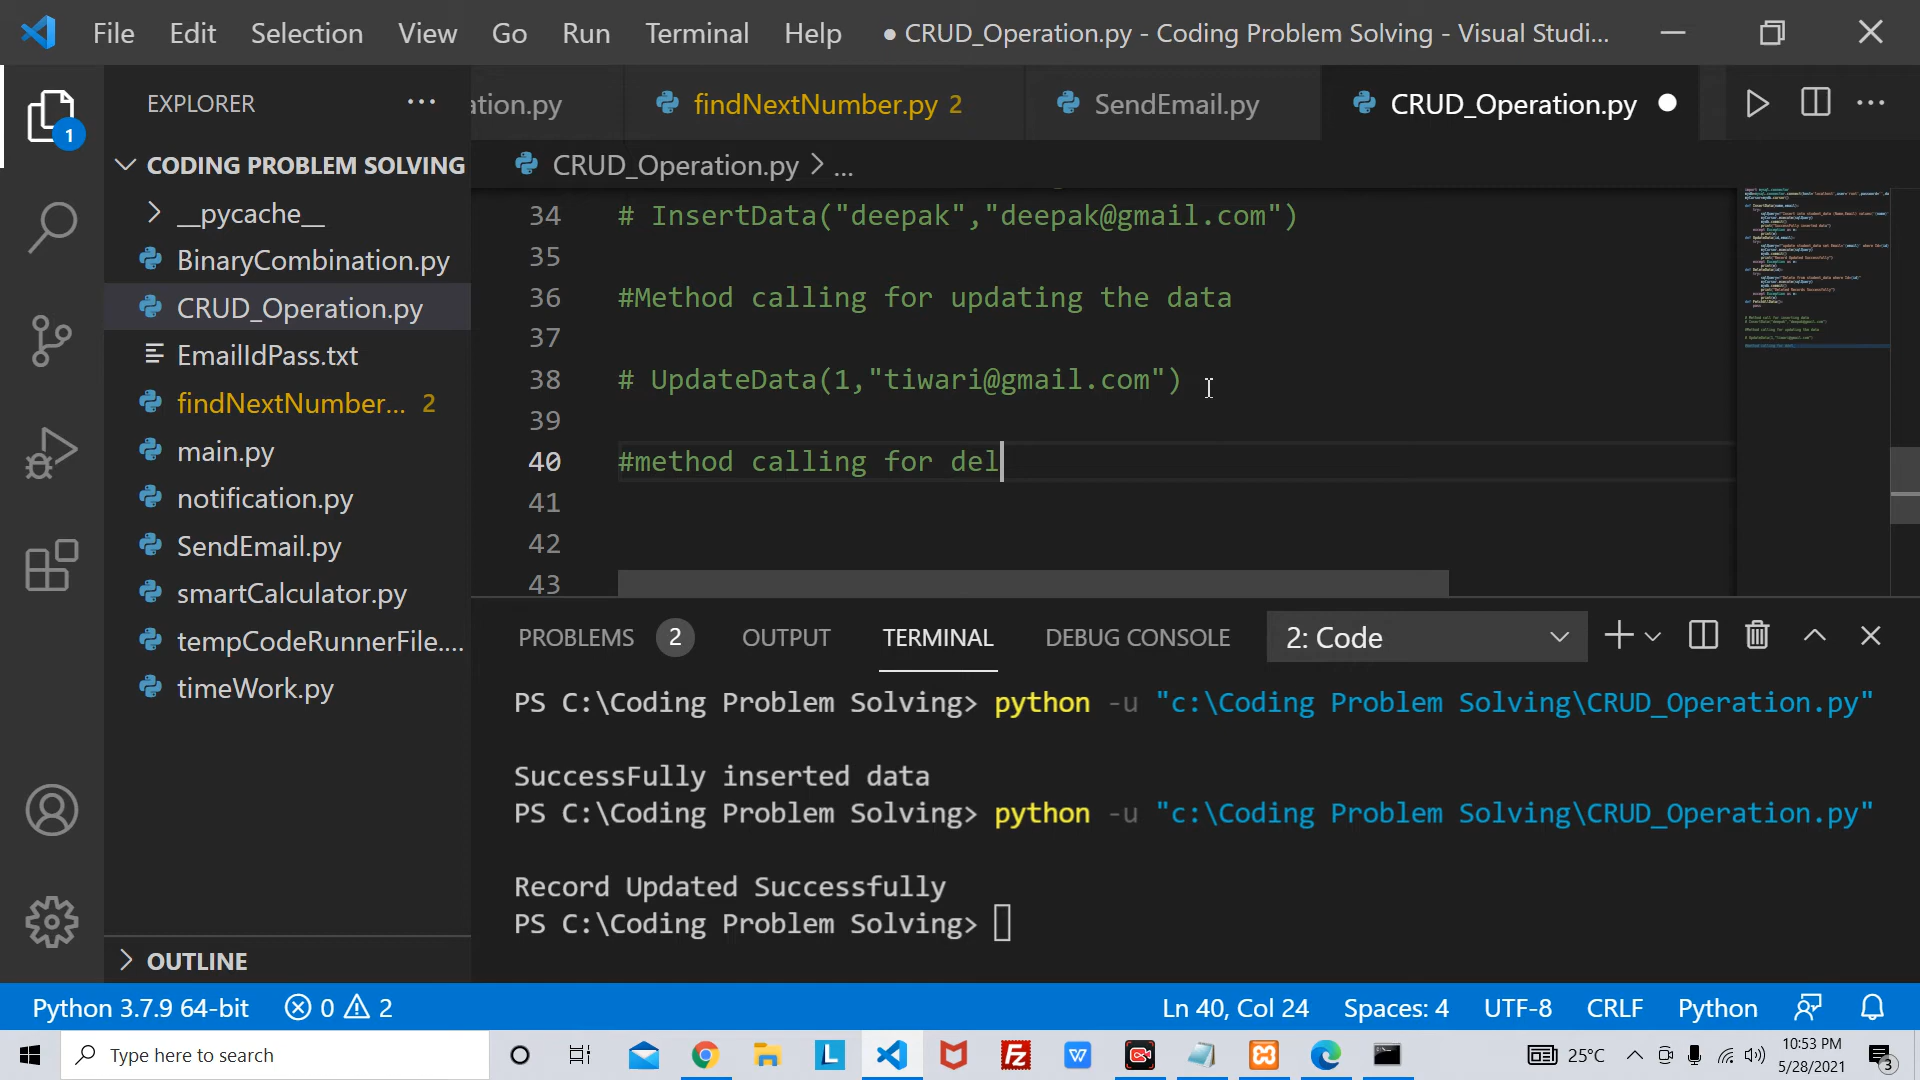 File Edit Selection View Go Run Terminal Help ● CRUD_Operation.py - Coding Problem Solving - Visual Studi...
EXPLORER ...
ation.py findNextNumber.py 2 SendEmail.py CRUD_Operation.py
1
CODING PROBLEM SOLVING
CRUD_Operation.py > ...
__pycache__
BinaryCombination.py
CRUD_Operation.py
EmailIdPass.txt
findNextNumber... 2
main.py
notification.py
SendEmail.py
smartCalculator.py
tempCodeRunnerFile....
timeWork.py
OUTLINE
34 # InsertData("deepak","deepak@gmail.com")
35
36 #Method calling for updating the data
37
38 # UpdateData(1,"tiwari@gmail.com")
39
40 #method calling for del
41
42
43
PROBLEMS 2 OUTPUT TERMINAL DEBUG CONSOLE 2: Code
PS C:\Coding Problem Solving> python -u "c:\Coding Problem Solving\CRUD_Operation.py"
SuccessFully inserted data
PS C:\Coding Problem Solving> python -u "c:\Coding Problem Solving\CRUD_Operation.py"
Record Updated Successfully
PS C:\Coding Problem Solving>
Python 3.7.9 64-bit 0 2 Ln 40, Col 24 Spaces: 4 UTF-8 CRLF Python
Type here to search 25°C 10:53 PM
5/28/2021 3